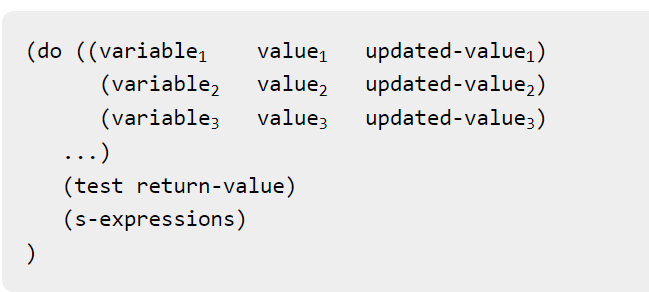 (do ((variable₁ value₁ updated-value₁)
(variable₂ value₂ updated-value₂)
(variable₃ value₃ updated-value₃)
...)
(test return-value)
(s-expressions)
)